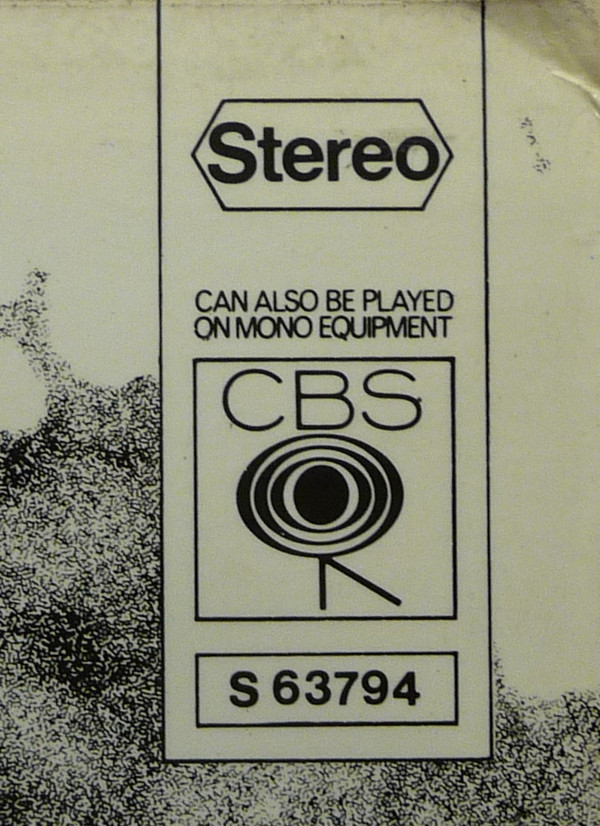 Stereo
CAN ALSO BE PLAYED
ON MONO EQUIPMENT
CBS
S 63794